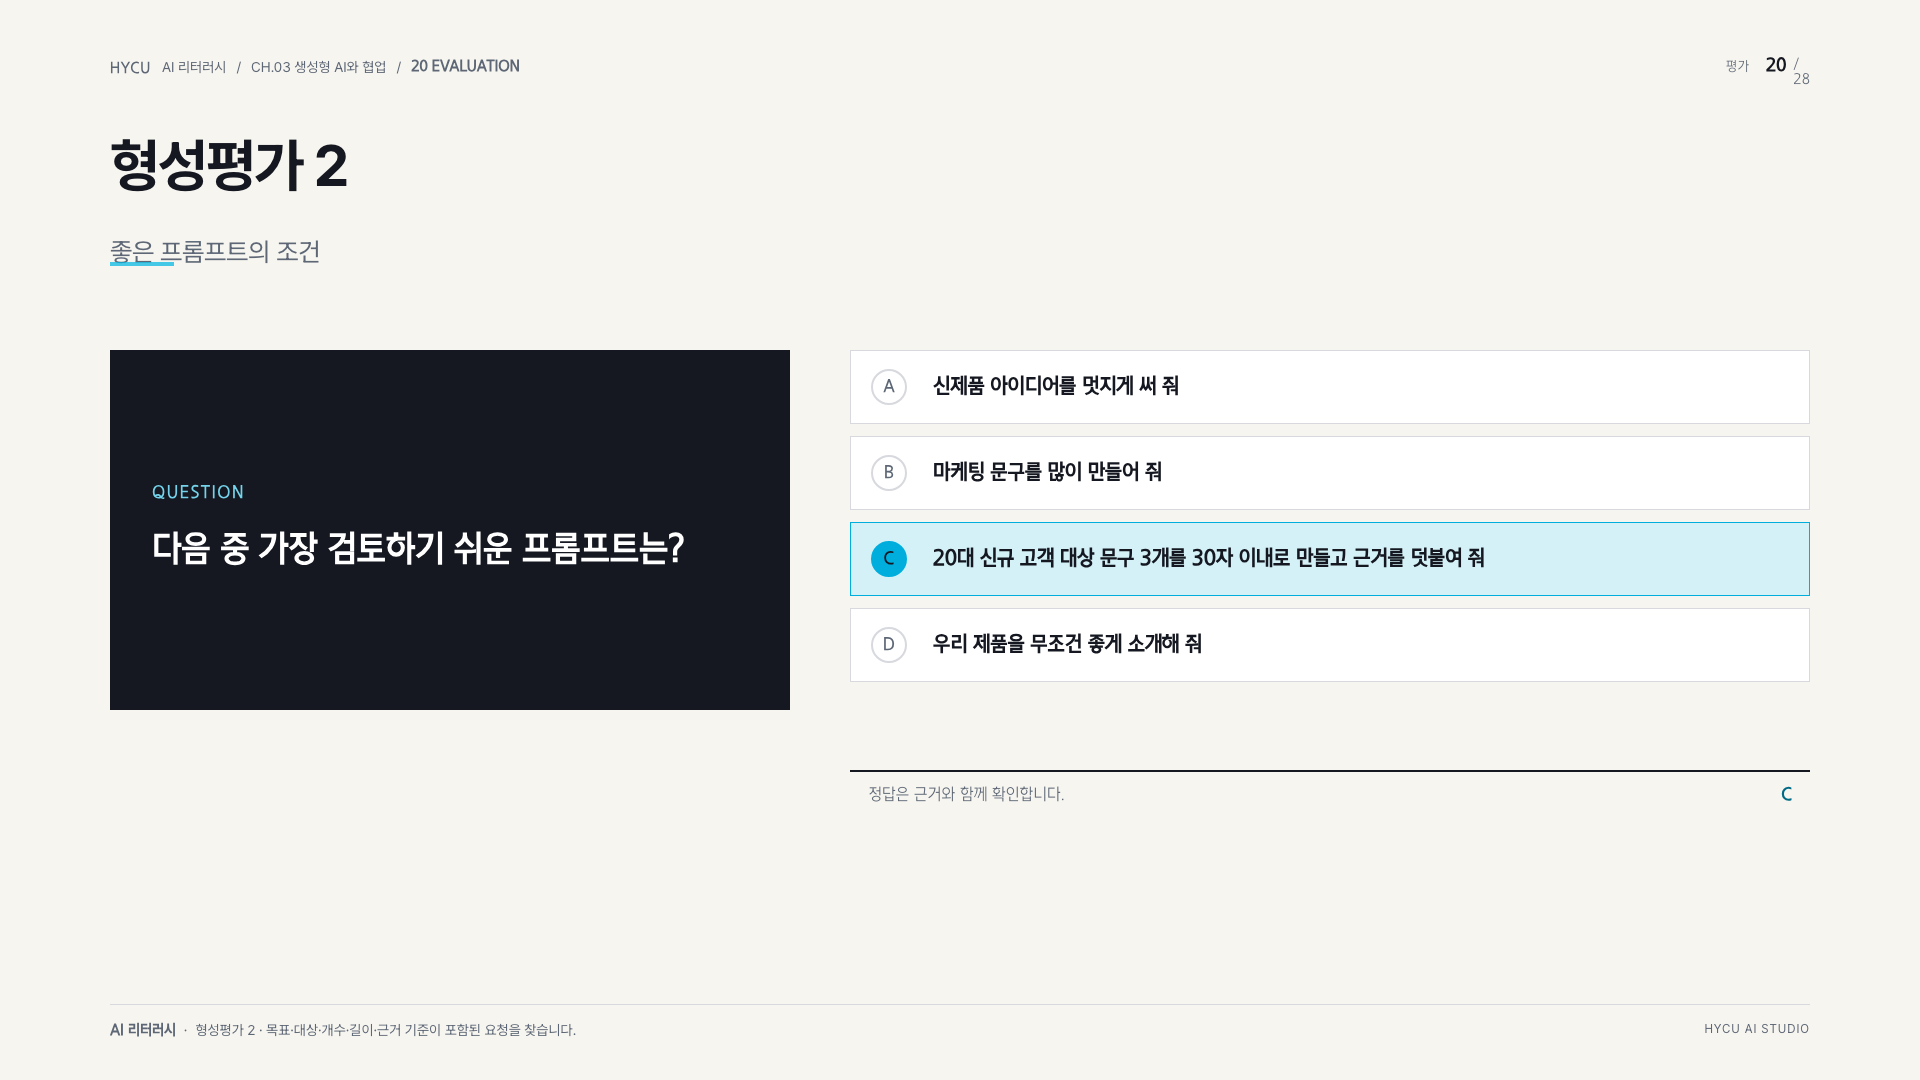 HYCU AI 리터러시 / CH.03 생성형 AI와 협업 / 20 EVALUATION
평가 20 / 28
형성평가 2
좋은 프롬프트의 조건
QUESTION
다음 중 가장 검토하기 쉬운 프롬프트는?
A 신제품 아이디어를 멋지게 써 줘
B 마케팅 문구를 많이 만들어 줘
C 20대 신규 고객 대상 문구 3개를 30자 이내로 만들고 근거를 덧붙여 줘
D 우리 제품을 무조건 좋게 소개해 줘
정답은 근거와 함께 확인합니다. C
AI 리터러시 · 형성평가 2 · 목표·대상·개수·길이·근거 기준이 포함된 요청을 찾습니다.
HYCU AI STUDIO